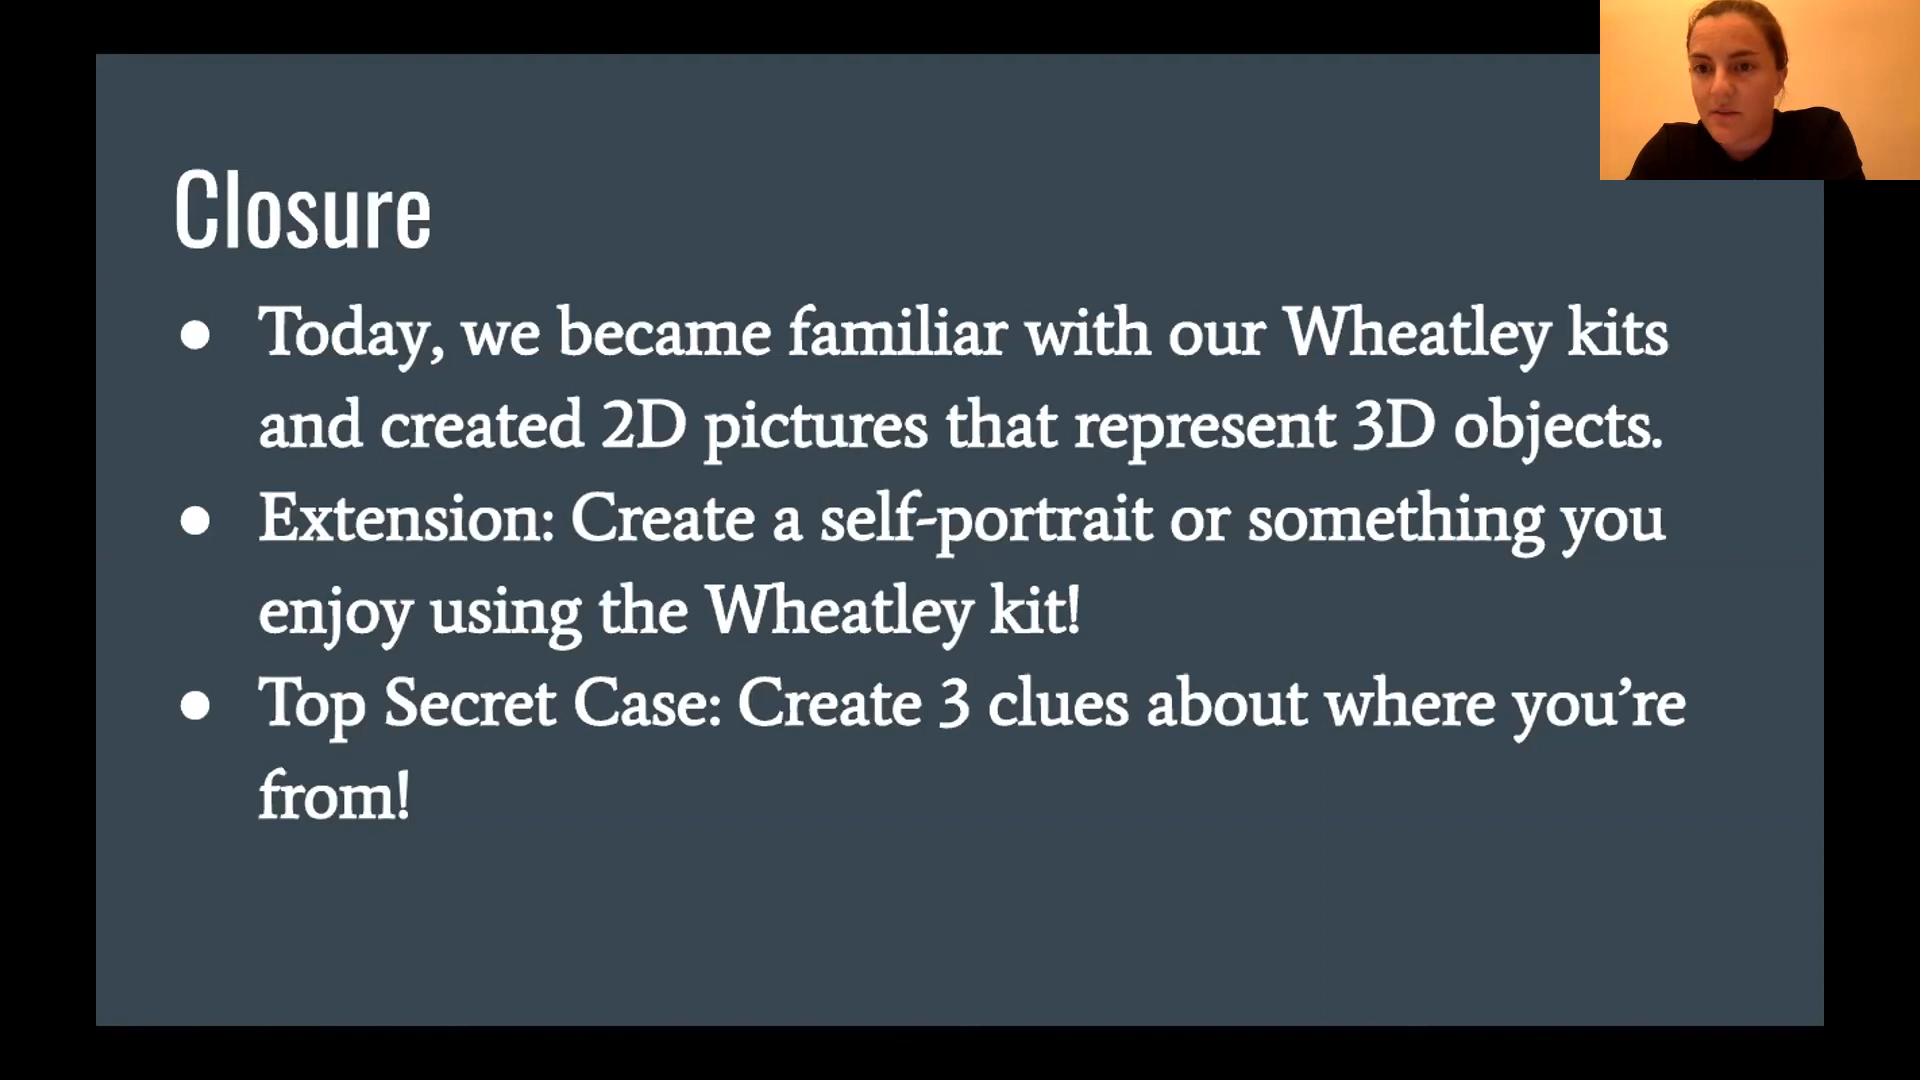 Closure
● Today, we became familiar with our Wheatley kits
and created 2D pictures that represent 3D objects.
● Extension: Create a self-portrait or something you
enjoy using the Wheatley kit!
● Top Secret Case: Create 3 clues about where you’re
from!